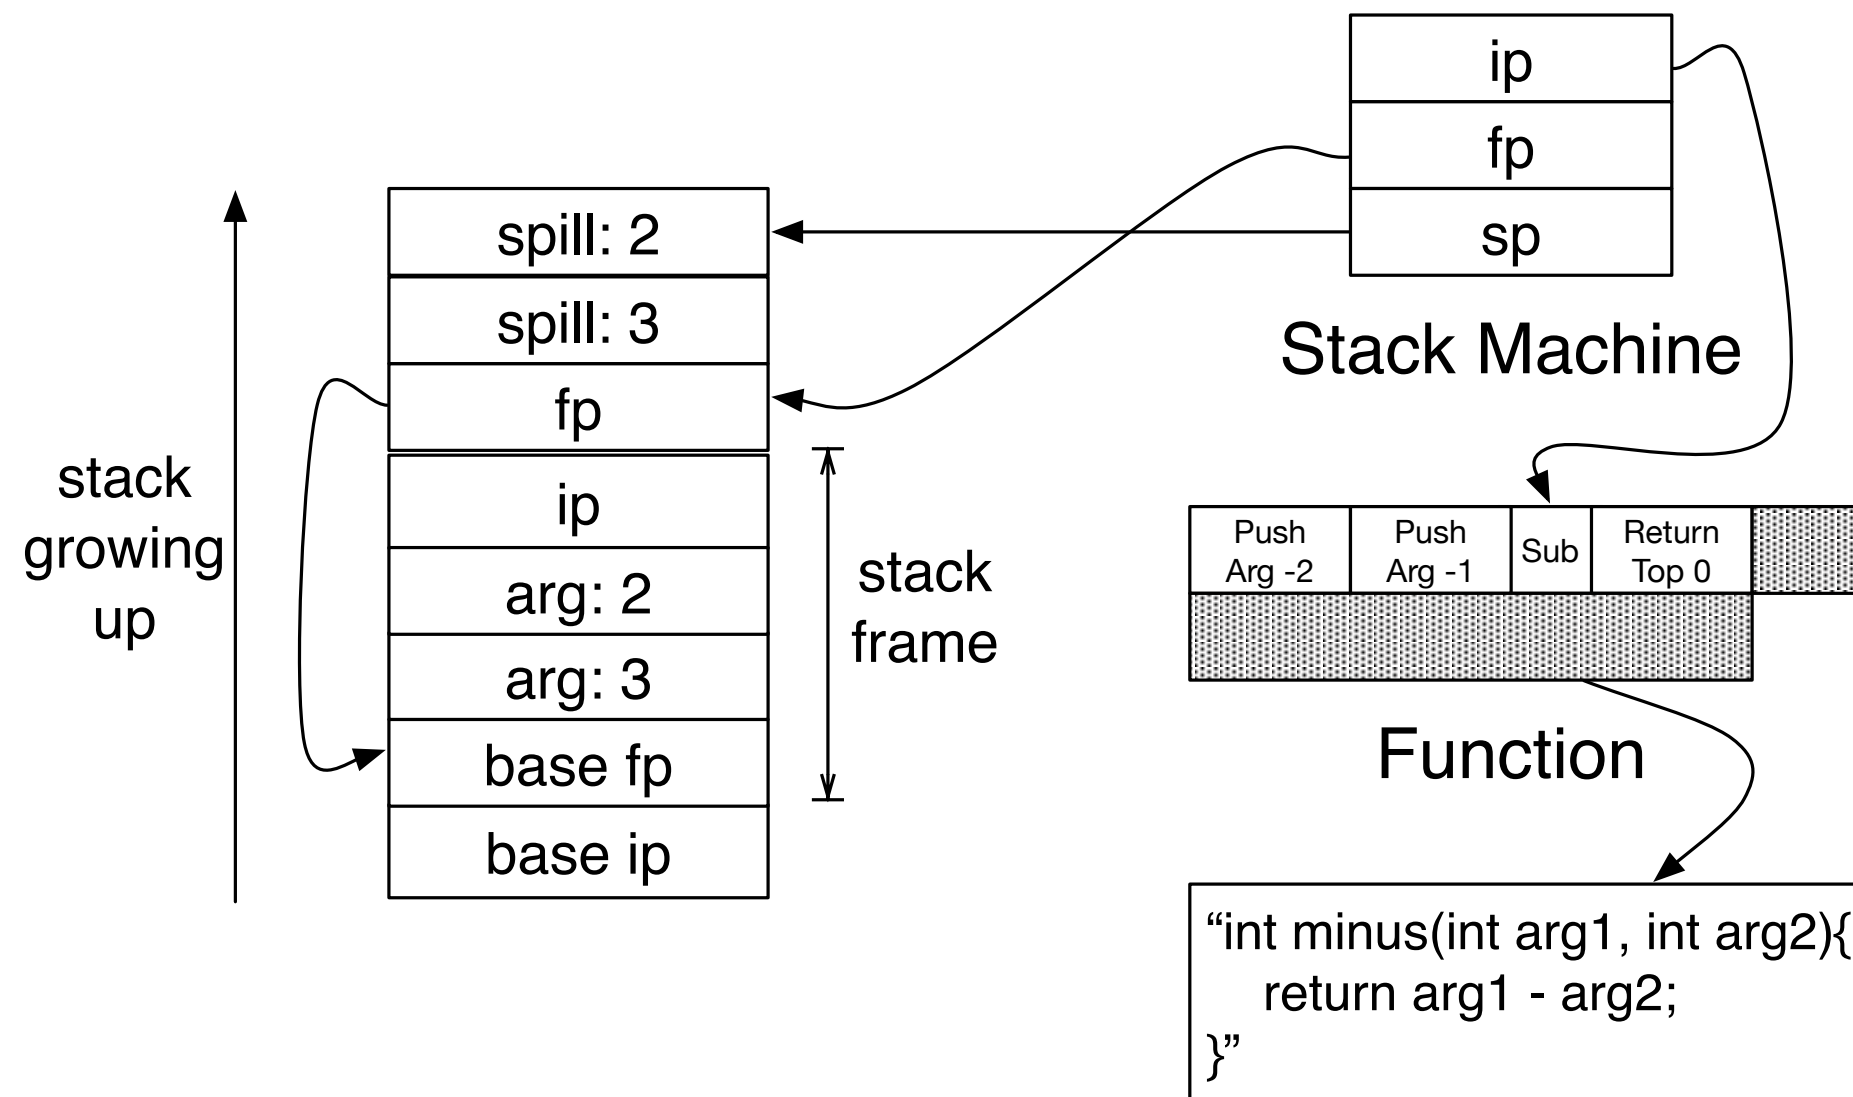 ip
fp
sp
Stack Machine
spill: 2
spill: 3
fp
ip
arg: 2
arg: 3
base fp
base ip
stack
growing
up
stack
frame
Push
Arg -2
Push
Arg -1
Sub
Return
Top 0
Function
“int minus(int arg1, int arg2){
return arg1 - arg2;
}”